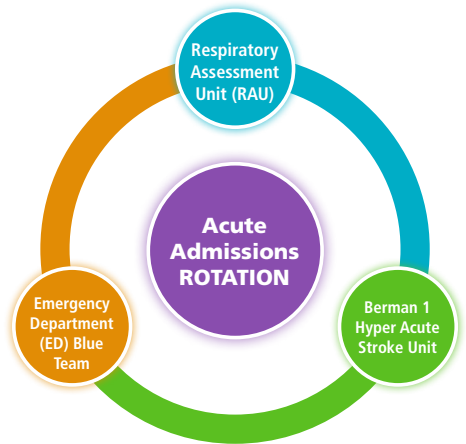 Respiratory
Assessment
Unit (RAU)
Acute
Admissions
ROTATION
Emergency
Department
(ED) Blue
Team
Berman 1
Hyper Acute
Stroke Unit